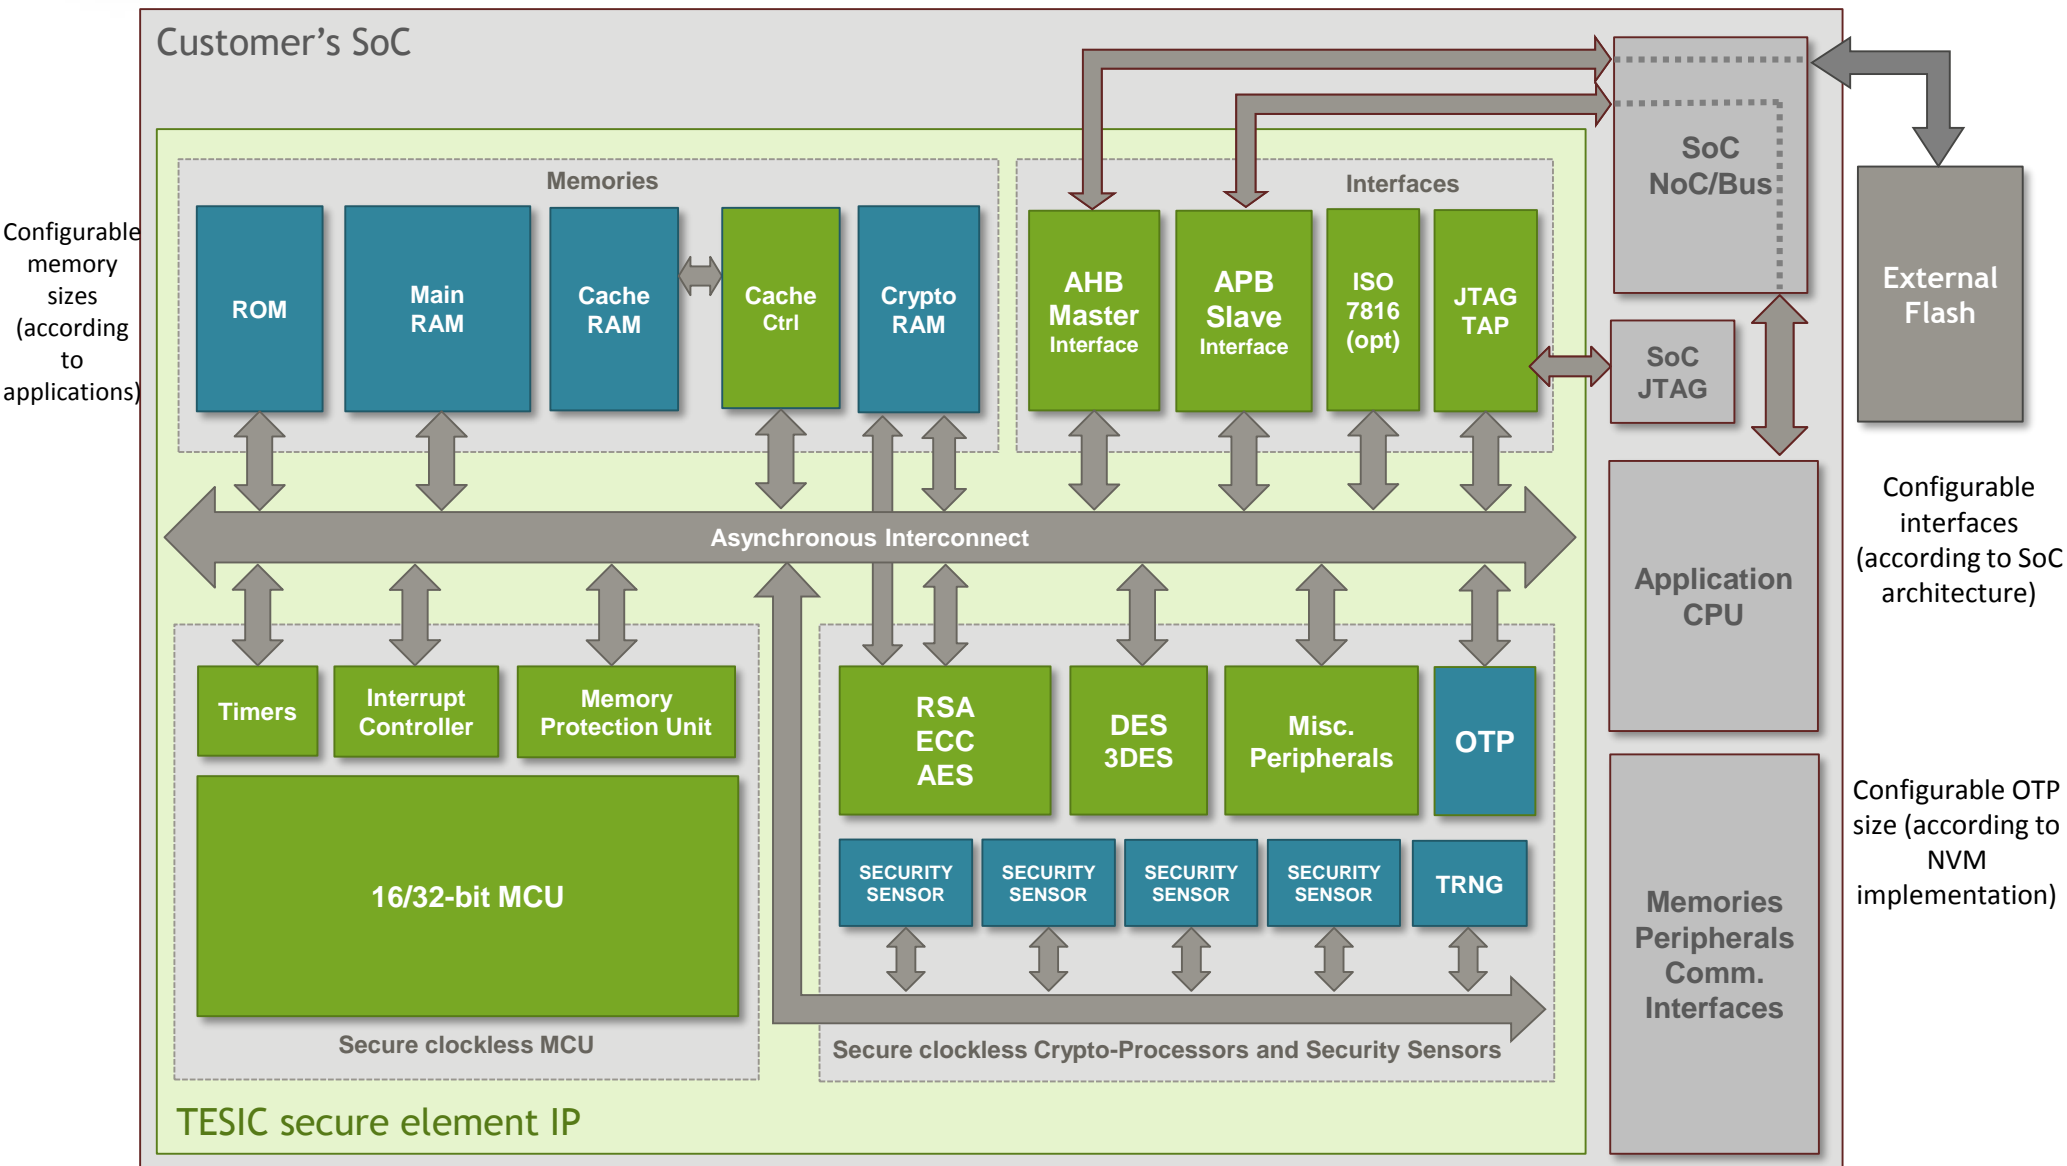 Customer's SoC
Configurable
memory
sizes
(according
to
applications)
Memories
ROM
Main
RAM
Cache
RAM
Cache
Ctrl
Crypto
RAM
Interfaces
AHB
Master
Interface
APB
Slave
Interface
ISO
7816
(opt)
JTAG
TAP
SoC
NoC/Bus
SoC
JTAG
External
Flash
Asynchronous Interconnect
Configurable
interfaces
(according to SoC
architecture)
Application
CPU
Timers
Interrupt
Controller
Memory
Protection Unit
16/32-bit MCU
Secure clockless MCU
RSA
ECC
AES
DES
3DES
Misc.
Peripherals
OTP
SECURITY
SENSOR
SECURITY
SENSOR
SECURITY
SENSOR
SECURITY
SENSOR
TRNG
Secure clockless Crypto-Processors and Security Sensors
Configurable OTP
size (according to
NVM
implementation)
Memories
Peripherals
Comm.
Interfaces
TESIC secure element IP